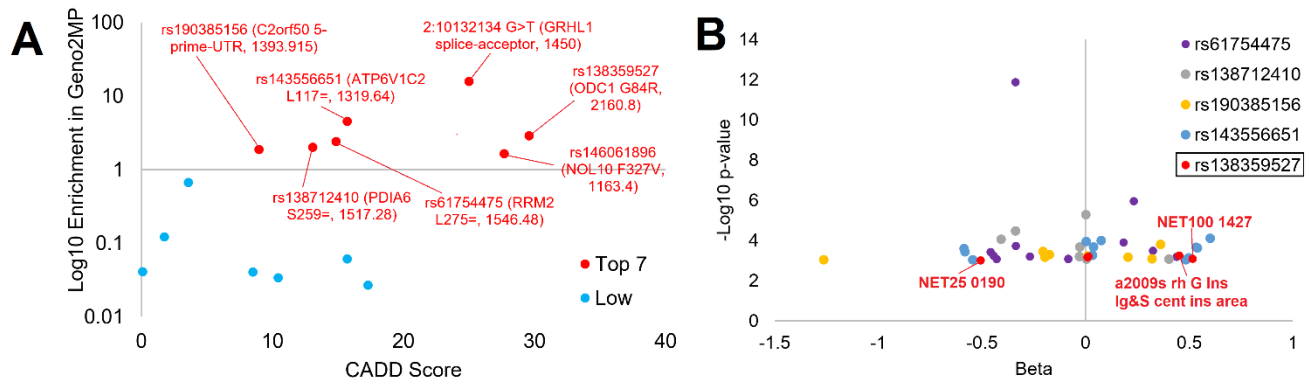 A
Log10 Enrichment in Geno2MP
100
10
1
0.1
0.01
0
10
20
30
40
CADD Score
rs190385156 (C2orf50 5-
prime-UTR, 1393.915)
2:10132134 G>T (GRHL1
splice-acceptor, 1450)
rs143556651 (ATP6V1C2
L117=, 1319.64)
rs138359527
(ODC1 G84R,
2160.8)
rs146061896
(NOL10 F327V,
1163.4)
rs138712410 (PDIA6
S259=, 1517.28)
rs61754475 (RRM2
L275=, 1546.48)
Top 7
Low
B
-Log10 p-value
14
12
10
8
6
4
2
0
-1.5
-1
-0.5
0
0.5
1
Beta
rs61754475
rs138712410
rs190385156
rs143556651
rs138359527
NET100 1427
NET25 0190
a2009s rh G Ins
lg&S cent ins area